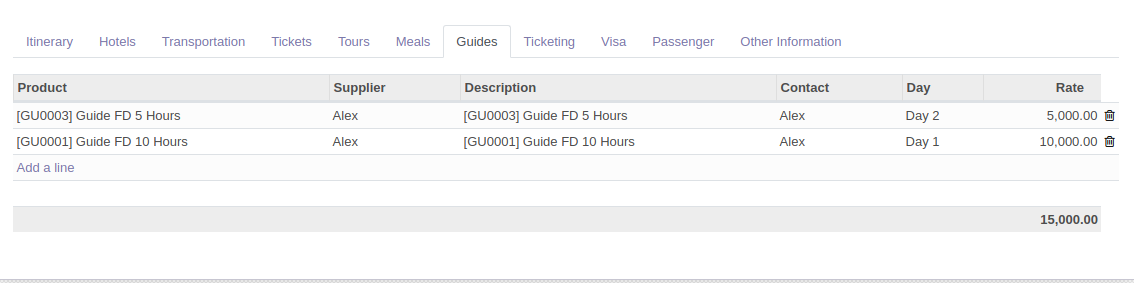 Itinerary Hotels Transportation Tickets Tours Meals Guides Ticketing Visa Passenger Other Information
Product Supplier Description Contact Day Rate
[GU0003] Guide FD 5 Hours Alex [GU0003] Guide FD 5 Hours Alex Day 2 5,000.00
[GU0001] Guide FD 10 Hours Alex [GU0001] Guide FD 10 Hours Alex Day 1 10,000.00
Add a line
15,000.00